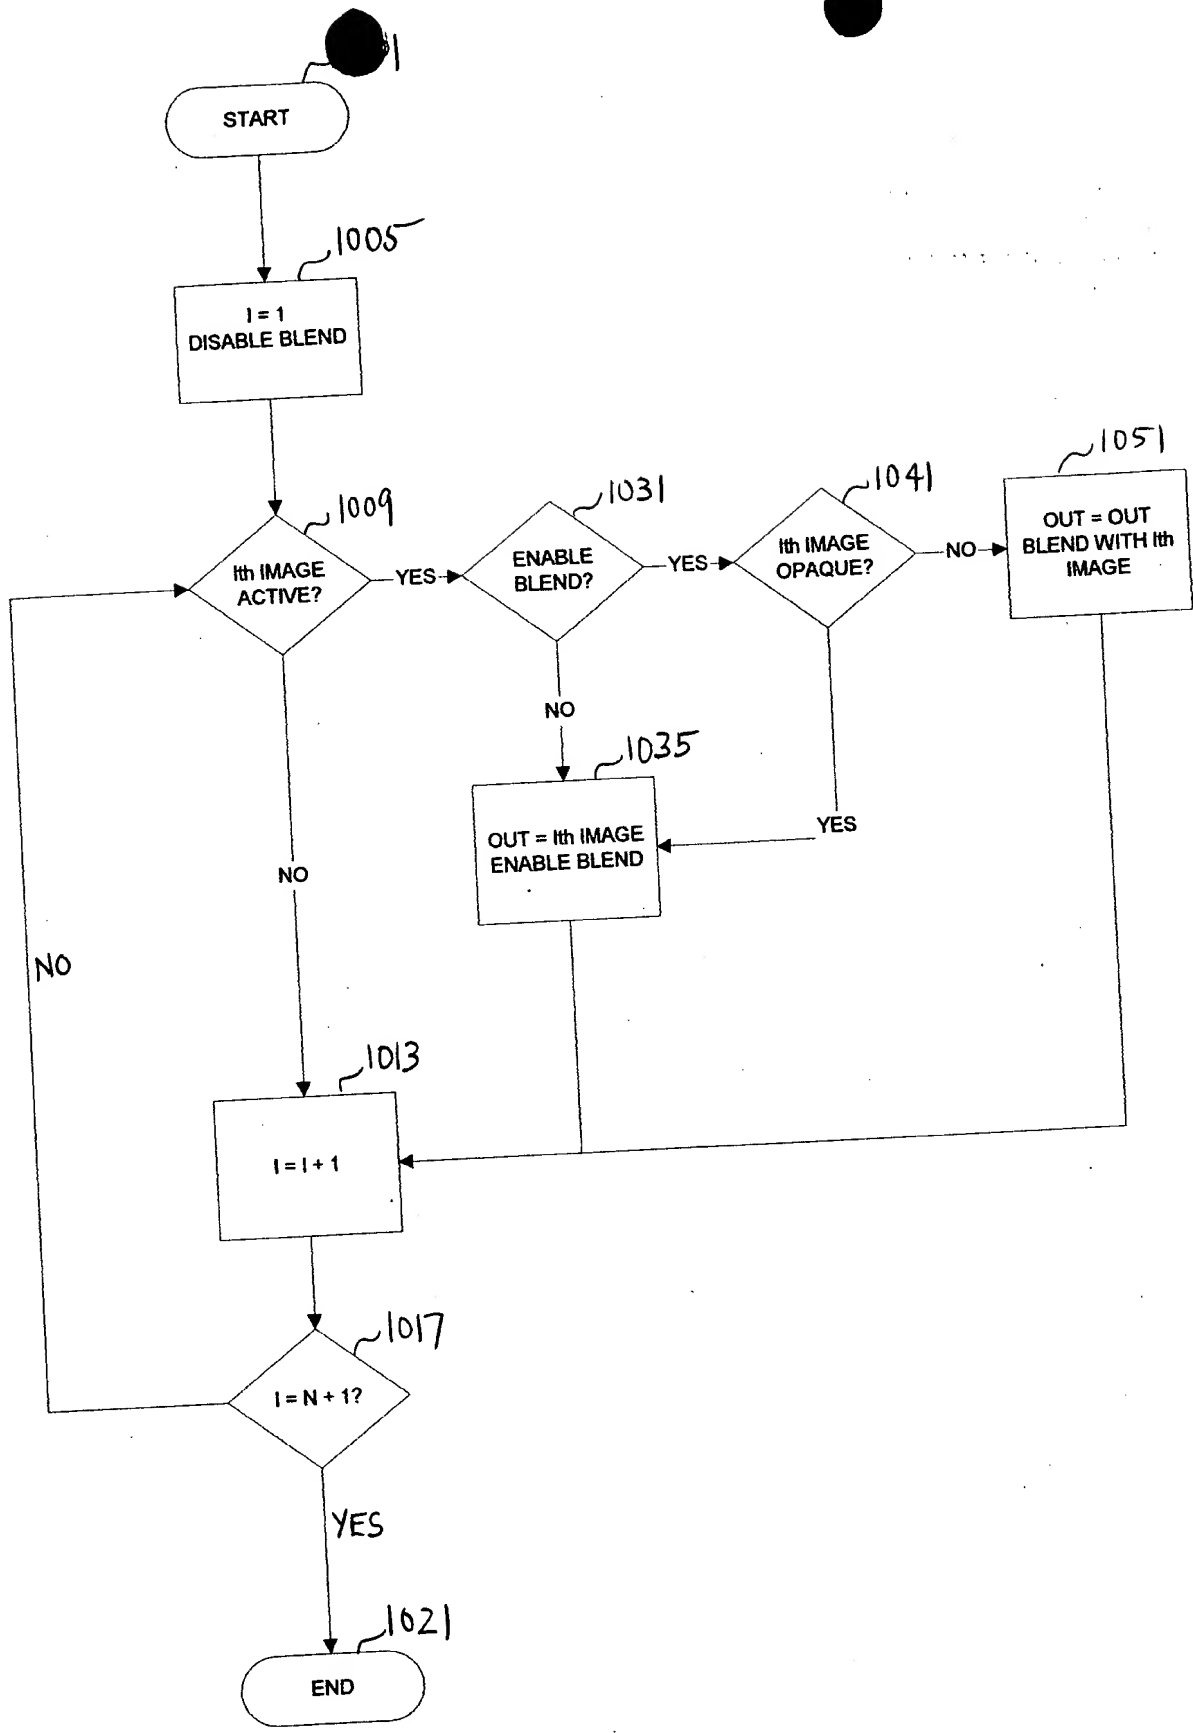 START
1005
I = 1
DISABLE BLEND
1009
Ith IMAGE
ACTIVE?
YES
1031
ENABLE
BLEND?
YES
1041
Ith IMAGE
OPAQUE?
NO
1051
OUT = OUT
BLEND WITH Ith
IMAGE
NO
1035
OUT = Ith IMAGE
ENABLE BLEND
YES
NO
NO
1013
I = I + 1
1017
I = N + 1?
YES
1021
END